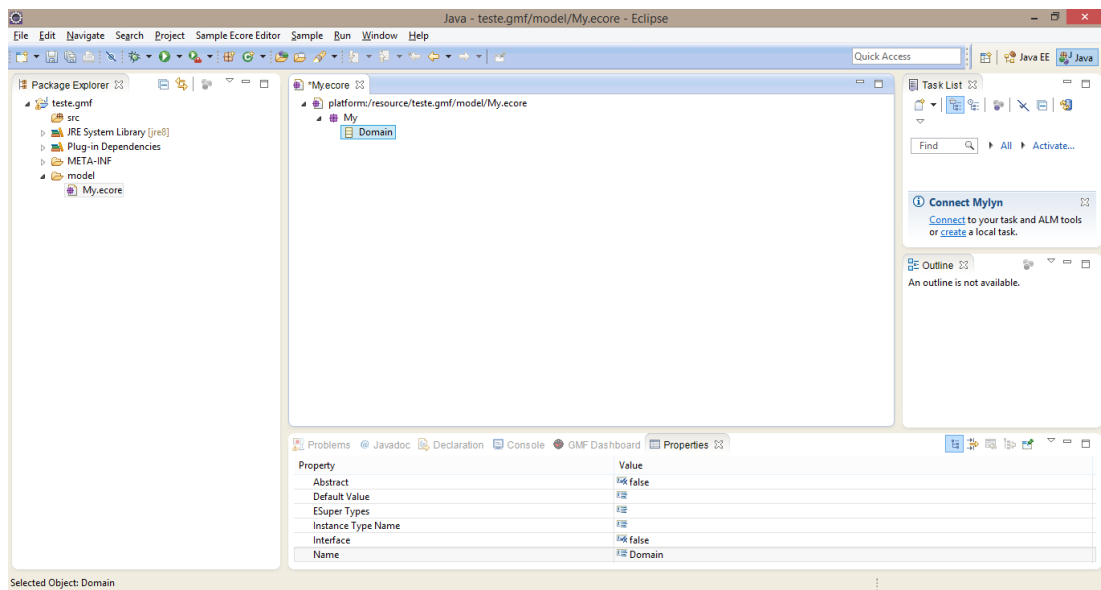 Java - teste.gmf/model/My.ecore - Eclipse
File Edit Navigate Search Project Sample Ecore Editor Sample Run Window Help
Quick Access
Java EE
Java
Package Explorer
teste.gmf
src
JRE System Library [jre8]
Plug-in Dependencies
META-INF
model
My.ecore
*My.ecore
platform:/resource/teste.gmf/model/My.ecore
My
Domain
Task List
Find
All
Activate...
Connect Mylyn
Connect to your task and ALM tools
or create a local task.
Outline
An outline is not available.
Problems @ Javadoc Declaration Console GMF Dashboard Properties
Property Value
Abstract false
Default Value
ESuper Types
Instance Type Name
Interface false
Name Domain
Selected Object: Domain